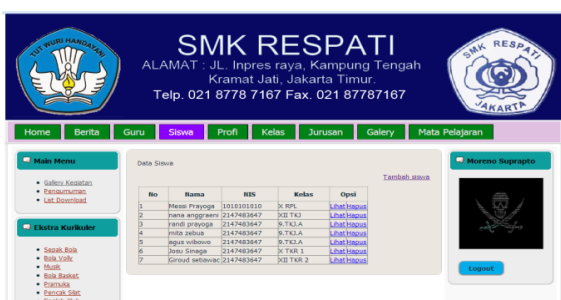 TUT WURI HANDAYANI
SMK RESPATI
ALAMAT : JL. Inpres raya, Kampung Tengah
Kramat Jati, Jakarta Timur.
Telp. 021 8778 7167 Fax. 021 87787167
SMK RESPATI
JAKARTA
Home Berita Guru Siswa Profi Kelas Jurusan Galery Mata Pelajaran
Main Menu
Gallery Kegiatan
Pengumuman
List Download
Ekstra Kurikuler
Sepak Bola
Bola Volly
Musik
Bola Basket
Pramuka
Pencak Silat
Data Siswa
Tambah siswa
No Nama NIS Kelas Opsi
1 Messi Prayoga 1010101010 X RPL Lihat|Hapus
2 nana anggraeni 2147483647 XII TKJ Lihat|Hapus
3 randi prayoga 2147483647 9.TKJ.A Lihat|Hapus
4 mita zebua 2147483647 9.TKJ.A Lihat|Hapus
5 agus wibowo 2147483647 9.TKJ.A Lihat|Hapus
6 Josu Sinaga 2147483647 X TKR 1 Lihat|Hapus
7 Giroud setiawac 2147483647 XII TKR 2 Lihat|Hapus
Moreno Suprapto
Logout